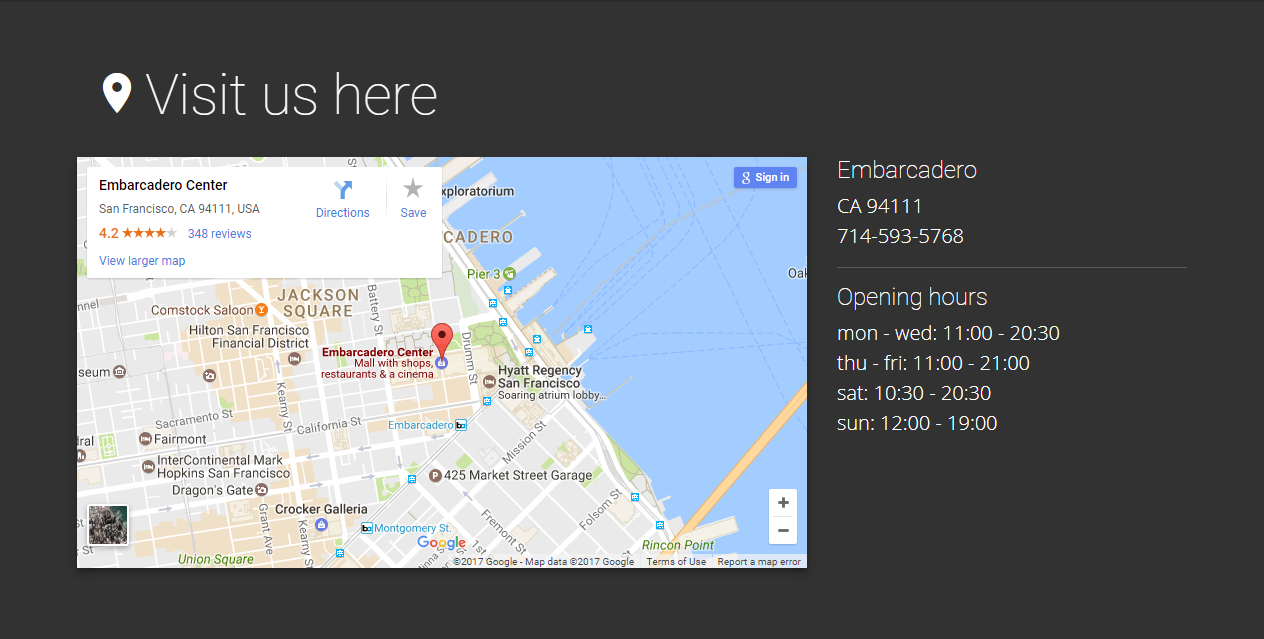 Visit us here
Embarcadero Center
San Francisco, CA 94111, USA
4.2
348 reviews
View larger map
Directions
Save
Sign in
xploratorium
CADERO
Pier 3
Oak
JACKSON
SQUARE
Battery St
Comstock Saloon
Hilton San Francisco
Financial District
Embarcadero Center
Mall with shops,
restaurants & a cinema
Drumm St
Hyatt Regency
San Francisco
Soaring atrium lobby...
seum
Kearny St
Sacramento St
California St
Embarcadero
Mission St
Fairmont
InterContinental Mark
Hopkins San Francisco
Dragon's Gate
425 Market Street Garage
Crocker Galleria
Grant Ave
Kearny St
Montgomery St.
Fremont St
Folsom St
1st St
Google
Union Square
Rincon Point
©2017 Google - Map data ©2017 Google
Terms of Use
Report a map error
Embarcadero
CA 94111
714-593-5768
Opening hours
mon - wed: 11:00 - 20:30
thu - fri: 11:00 - 21:00
sat: 10:30 - 20:30
sun: 12:00 - 19:00